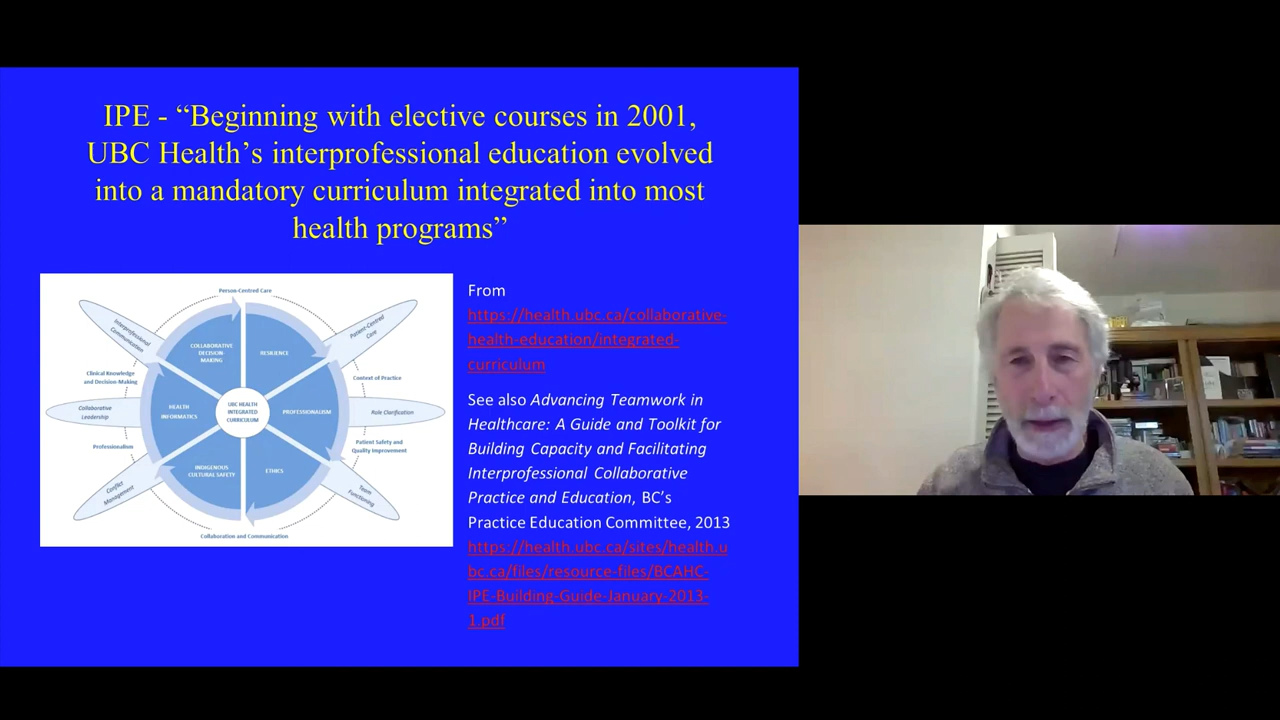 IPE - “Beginning with elective courses in 2001,
UBC Health’s interprofessional education evolved
into a mandatory curriculum integrated into most
health programs”
Person-Centred Care
Interprofessional
Communication
Patient-Centred
Care
COLLABORATIVE
DECISION-
MAKING
RESILIENCE
Clinical Knowledge
and Decision-Making
Context of Practice
Collaborative
Leadership
HEALTH
INFORMATICS
UBC HEALTH
INTEGRATED
CURRICULUM
PROFESSIONALISM
Role Clarification
Professionalism
Patient Safety and
Quality Improvement
INDIGENOUS
CULTURAL SAFETY
ETHICS
Conflict
Management
Team
Functioning
Collaboration and Communication
From
https://health.ubc.ca/collaborative-
health-education/integrated-
curriculum
See also Advancing Teamwork in
Healthcare: A Guide and Toolkit for
Building Capacity and Facilitating
Interprofessional Collaborative
Practice and Education, BC’s
Practice Education Committee, 2013
https://health.ubc.ca/sites/health.u
bc.ca/files/resource-files/BCAHC-
IPE-Building-Guide-January-2013-
1.pdf